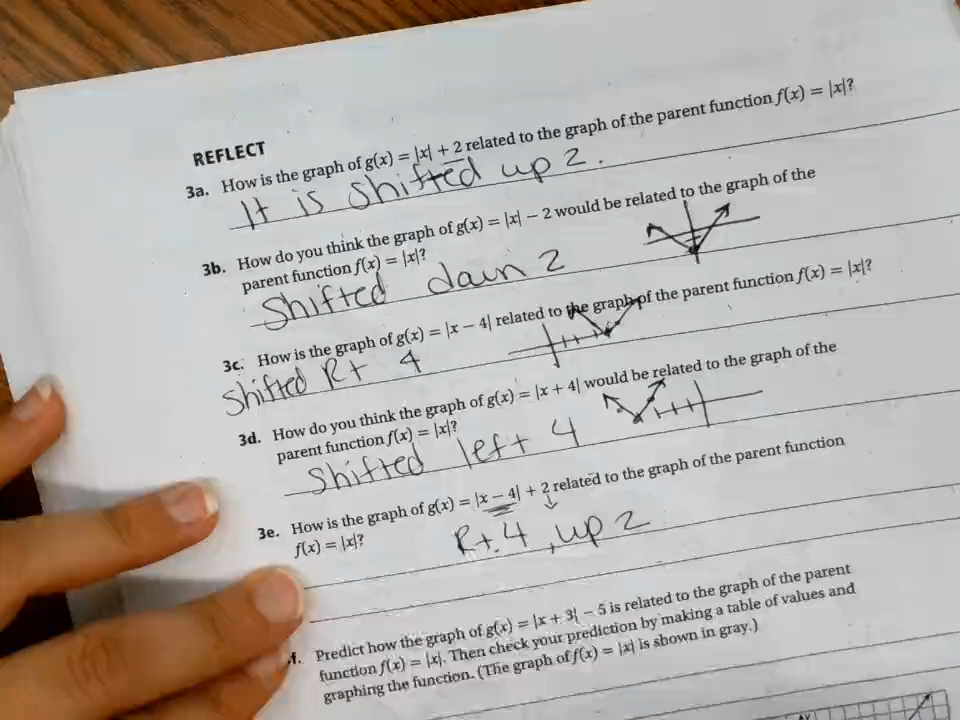 REFLECT
3a. How is the graph of g(x) = |x| + 2 related to the graph of the parent function f(x) = |x|?
It is shifted up 2.
3b. How do you think the graph of g(x) = |x| − 2 would be related to the graph of the
parent function f(x) = |x|?
Shifted down 2
3c. How is the graph of g(x) = |x − 4| related to the graph of the parent function f(x) = |x|?
Shifted Rt 4
3d. How do you think the graph of g(x) = |x + 4| would be related to the graph of the
parent function f(x) = |x|?
Shifted left 4
3e. How is the graph of g(x) = |x − 4| + 2 related to the graph of the parent function
f(x) = |x|?
Rt. 4, up 2
f. Predict how the graph of g(x) = |x + 3| − 5 is related to the graph of the parent
function f(x) = |x|. Then check your prediction by making a table of values and
graphing the function. (The graph of f(x) = |x| is shown in gray.)